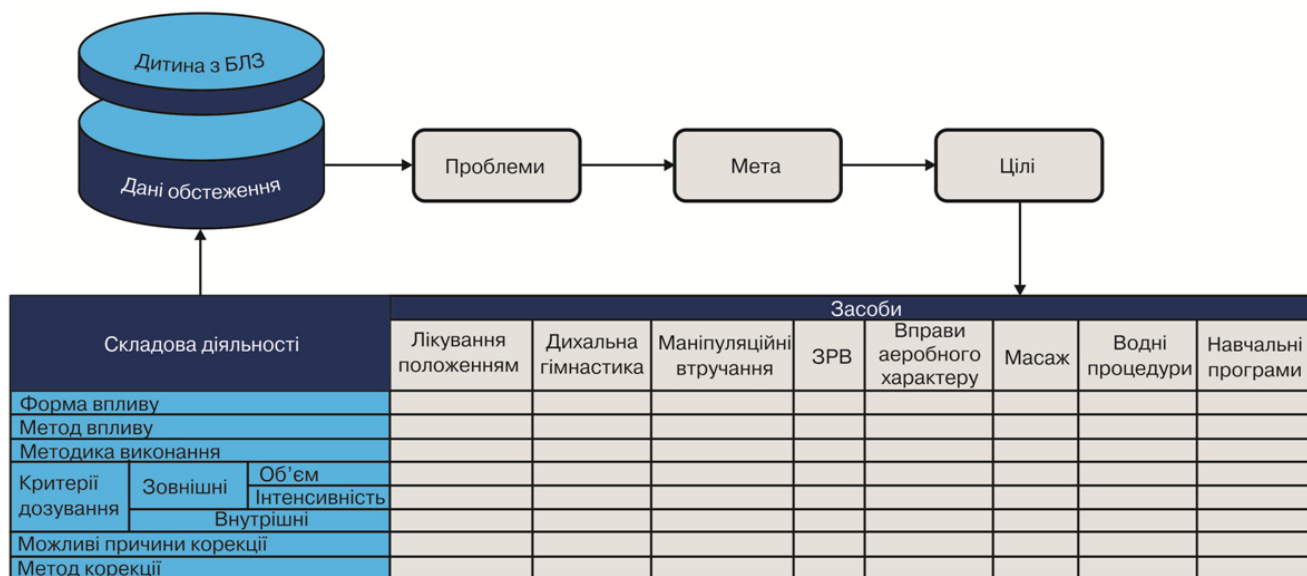 Дитина з БЛЗ
Дані обстеження
Проблеми
Мета
Цілі
Складова діяльності
Засоби
Лікування
положенням
Дихальна
гімнастика
Маніпуляційні
втручання
ЗРВ
Вправи
аеробного
характеру
Масаж
Водні
процедури
Навчальні
програми
Форма впливу
Метод впливу
Методика виконання
Критерії
дозування
Зовнішні
Об’єм
Інтенсивність
Внутрішні
Можливі причини корекції
Метод корекції